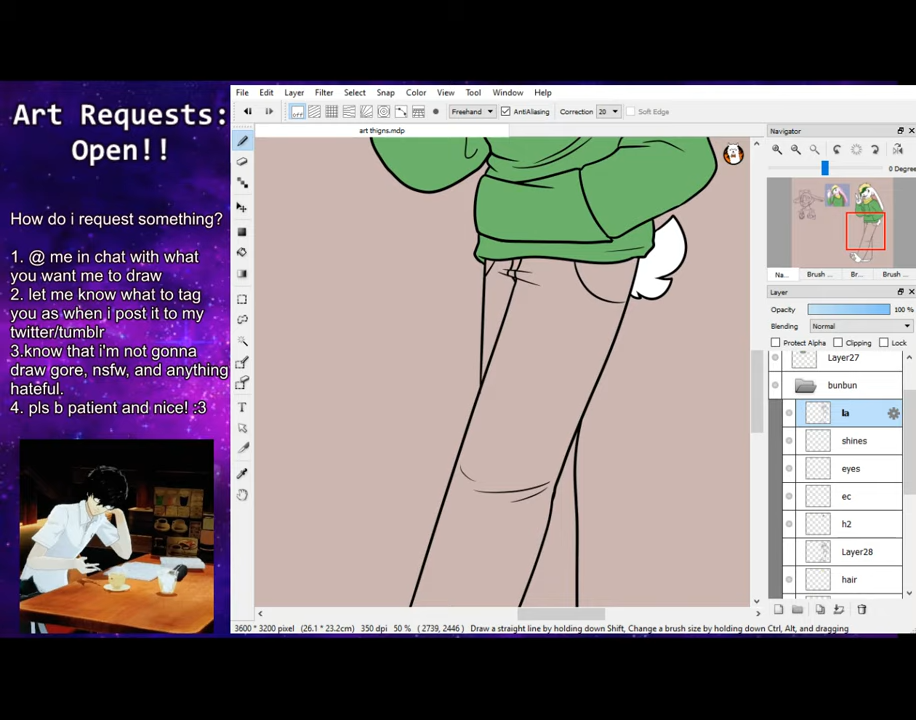 Art Requests:
Open!!
How do i request something?
1. @ me in chat with what
you want me to draw
2. let me know what to tag
you as when i post it to my
twitter/tumblr
3.know that i'm not gonna
draw gore, nsfw, and anything
hateful.
4. pls b patient and nice! :3
File Edit Layer Filter Select Snap Color View Tool Window Help
off Freehand AntiAliasing Correction 20 Soft Edge
art thigns.mdp
Navigator
0 Degree
Na... Brush ... Br... Brush ...
Layer
Opacity 100 %
Blending Normal
Protect Alpha Clipping Lock
Layer27
bunbun
la
shines
eyes
ec
h2
Layer28
hair
3600 * 3200 pixel (26.1 * 23.2cm) 350 dpi 50 % (2739, 2446) Draw a straight line by holding down Shift, Change a brush size by holding down Ctrl, Alt, and dragging